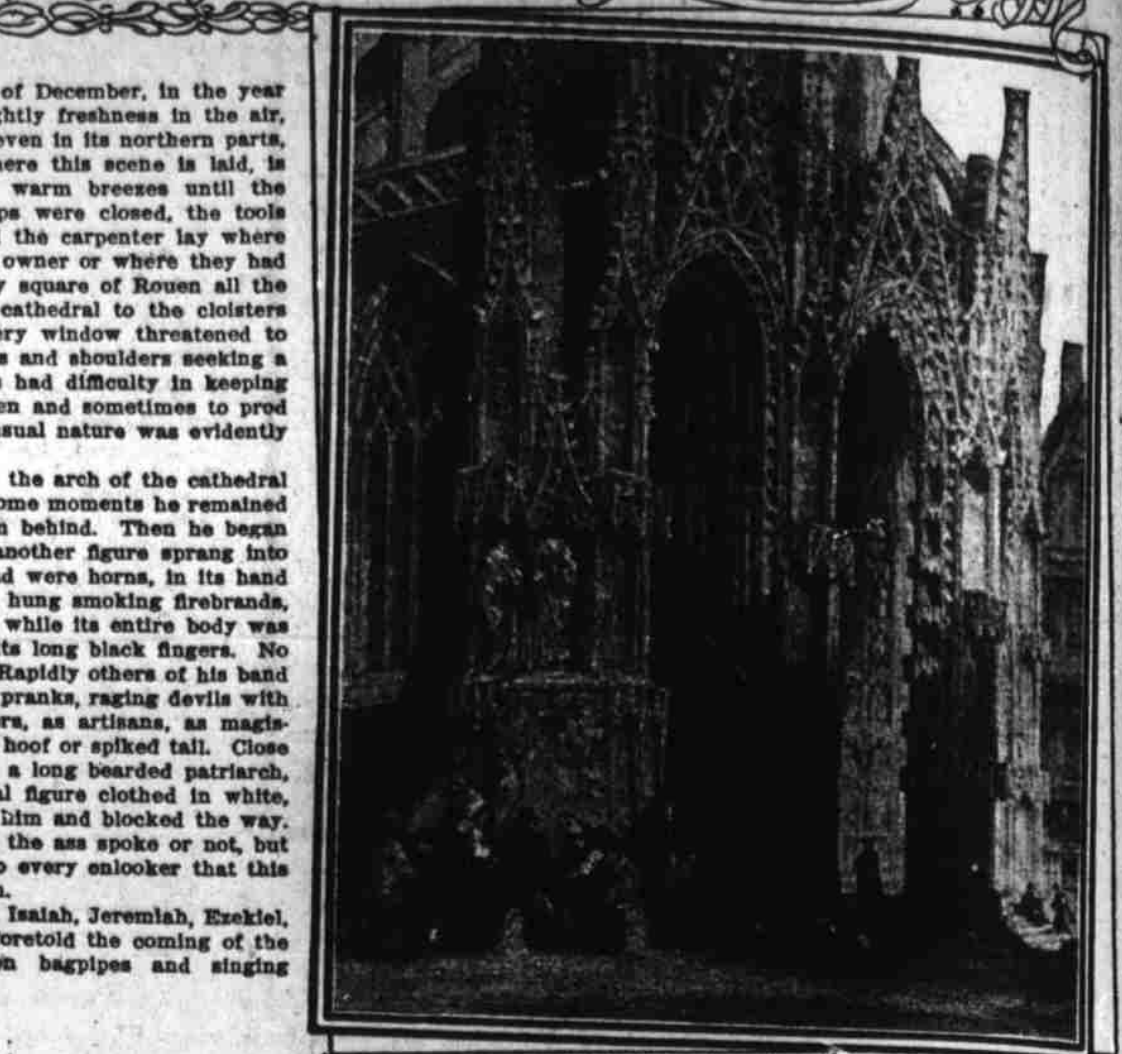 of December, in the year
ghtly freshness in the air,
even in its northern parts,
here this scene is laid, is
warm breezes until the
ps were closed, the tools
the carpenter lay where
owner or where they had
y square of Rouen all the
cathedral to the cloisters
ery window threatened to
s and shoulders seeking a
had difficulty in keeping
en and sometimes to prod
sual nature was evidently
the arch of the cathedral
ome moments he remained
n behind. Then he began
another figure sprang into
d were horns, in its hand
hung smoking firebrands,
while its entire body was
ts long black fingers. No
Rapidly others of his band
pranks, raging devils with
rs, as artisans, as magis-
hoof or spiked tail. Close
a long bearded patriarch,
al figure clothed in white,
him and blocked the way.
the ass spoke or not, but
o every enlooker that this
n.
Isaiah, Jeremiah, Ezekiel,
oretold the coming of the
n bagpipes and singing